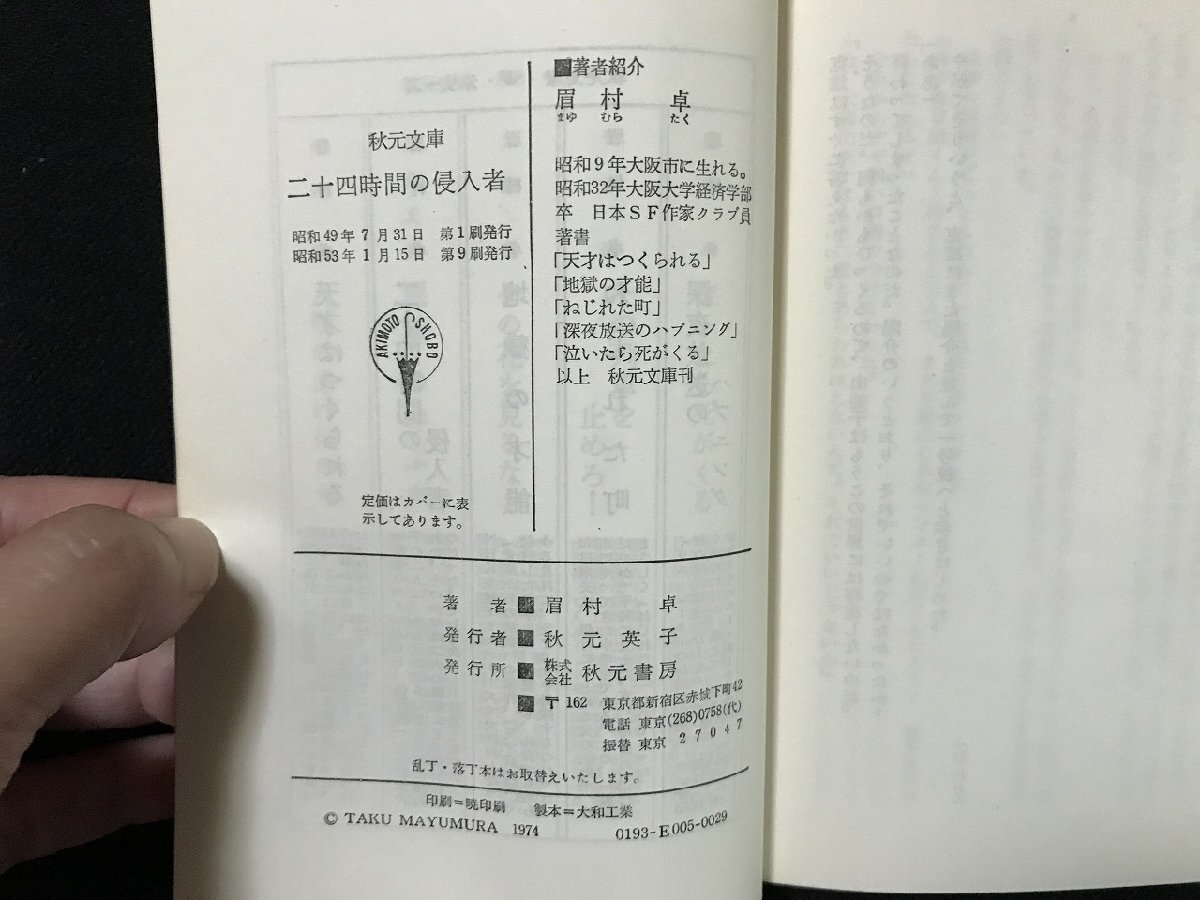 ■著者紹介
眉村 卓
まゆ むら たく
昭和9年大阪市に生れる。
昭和32年大阪大学経済学部
卒 日本SF作家クラブ員
著書
「天才はつくられる」
「地獄の才能」
「ねじれた町」
「深夜放送のハプニング」
「泣いたら死がくる」
以上 秋元文庫刊
秋元文庫
二十四時間の侵入者
昭和49年7月31日 第1刷発行
昭和53年1月15日 第9刷発行
AKIMOTO SHOBO
定価はカバーに表
示してあります。
著者■眉村 卓
発行者■秋元英子
発行所■株式会社 秋元書房
■〒162 東京都新宿区赤城下町42
電話 東京(268)0758(代)
振替 東京 27047
乱丁・落丁本はお取替えいたします。
印刷=暁印刷 製本=大和工業
© TAKU MAYUMURA 1974 0193-E005-0029